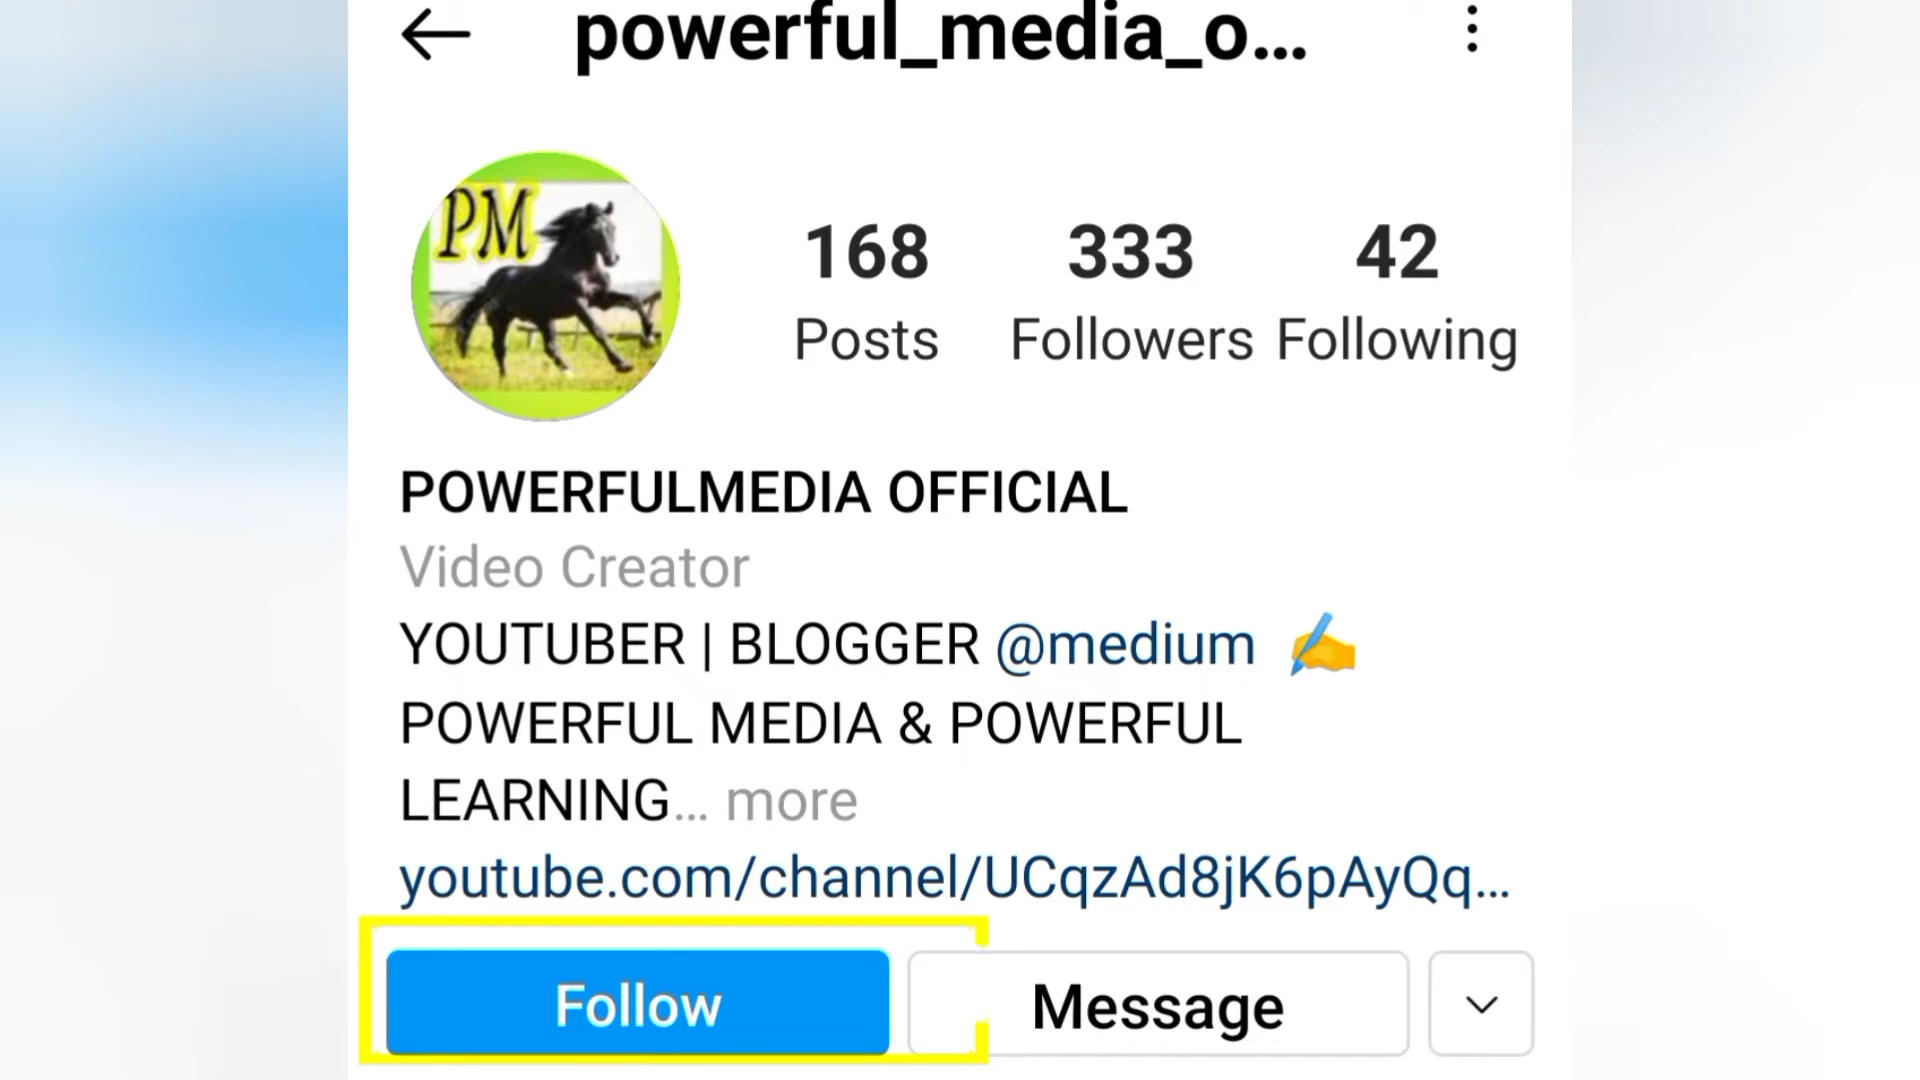 powerful_media_o...
PM
168 333 42
Posts Followers Following
POWERFULMEDIA OFFICIAL
Video Creator
YOUTUBER | BLOGGER @medium ✍️
POWERFUL MEDIA & POWERFUL
LEARNING... more
youtube.com/channel/UCqzAd8jK6pAyQq...
Follow Message